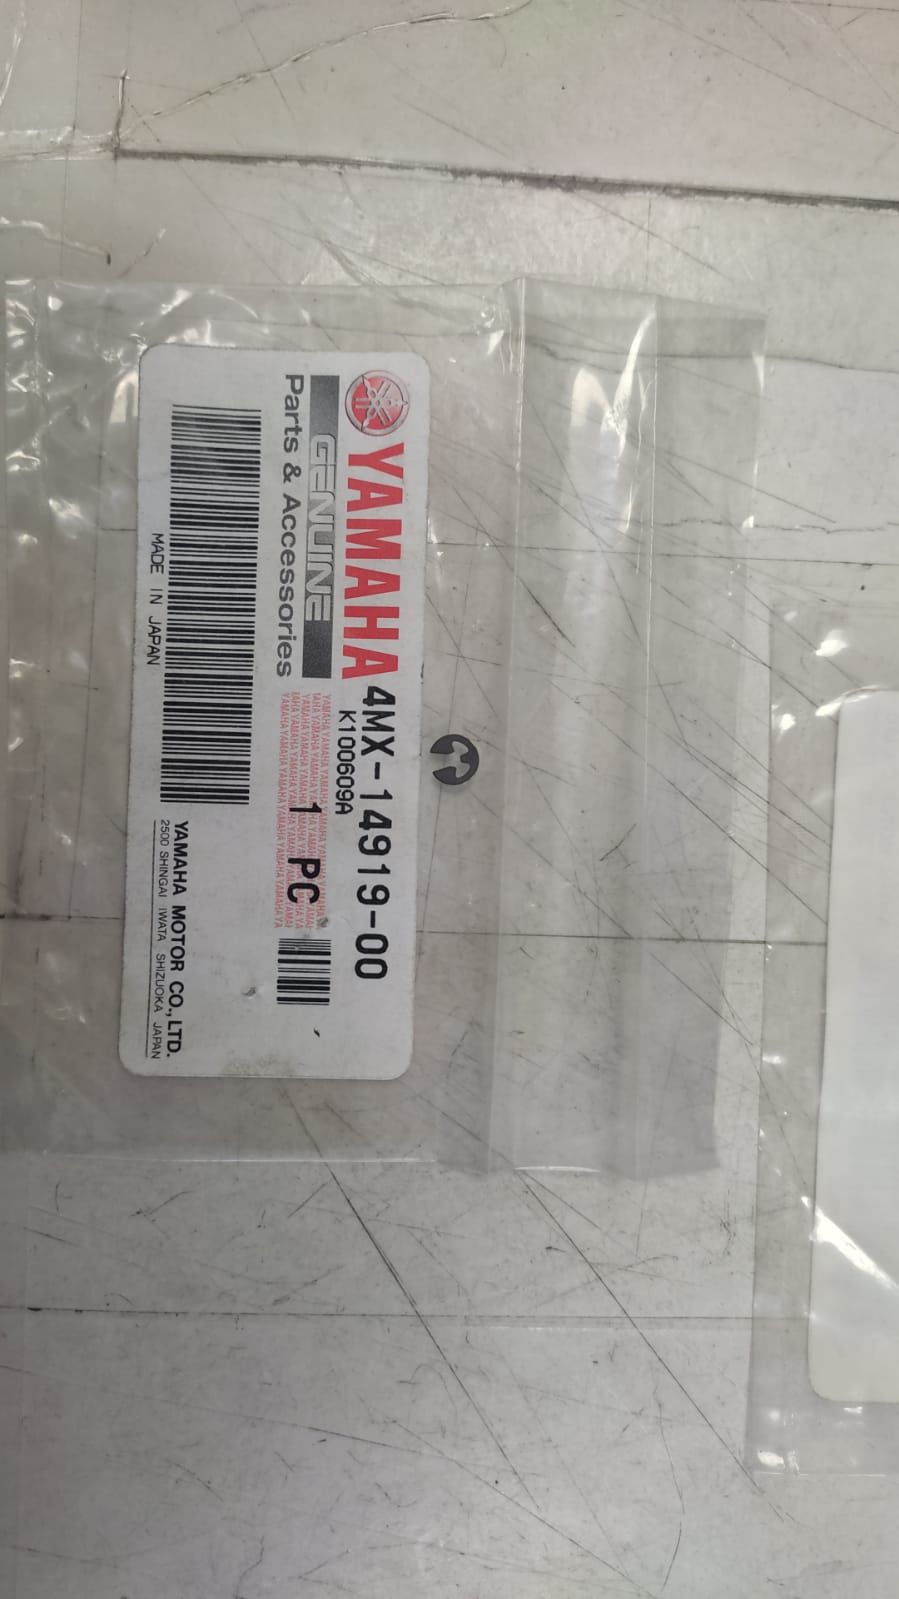 YAMAHA
GENUINE
Parts & Accessories
4MX-14919-00
K100609A
1 PC
MADE IN JAPAN
YAMAHA MOTOR CO., LTD.
2500 SHINGAI IWATA SHIZUOKA JAPAN